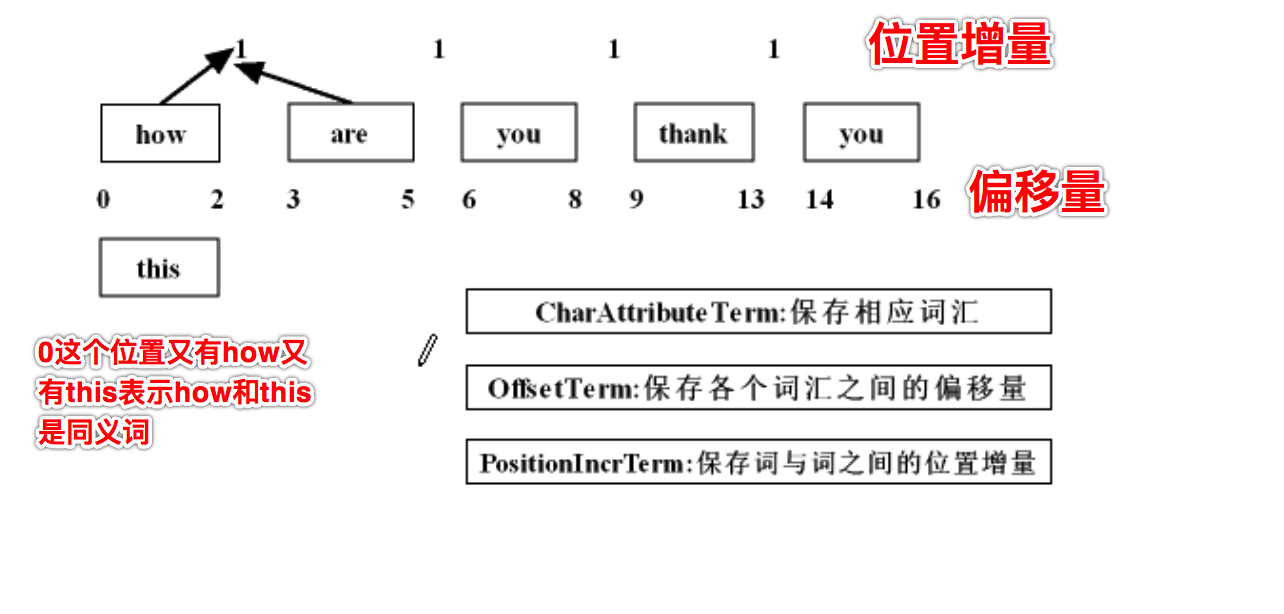 1 1 1 1 位置增量
how are you thank you
0 2 3 5 6 8 9 13 14 16 偏移量
this
CharAttributeTerm:保存相应词汇
0这个位置又有how又
有this表示how和this
是同义词
OffsetTerm:保存各个词汇之间的偏移量
PositionIncrTerm:保存词与词之间的位置增量